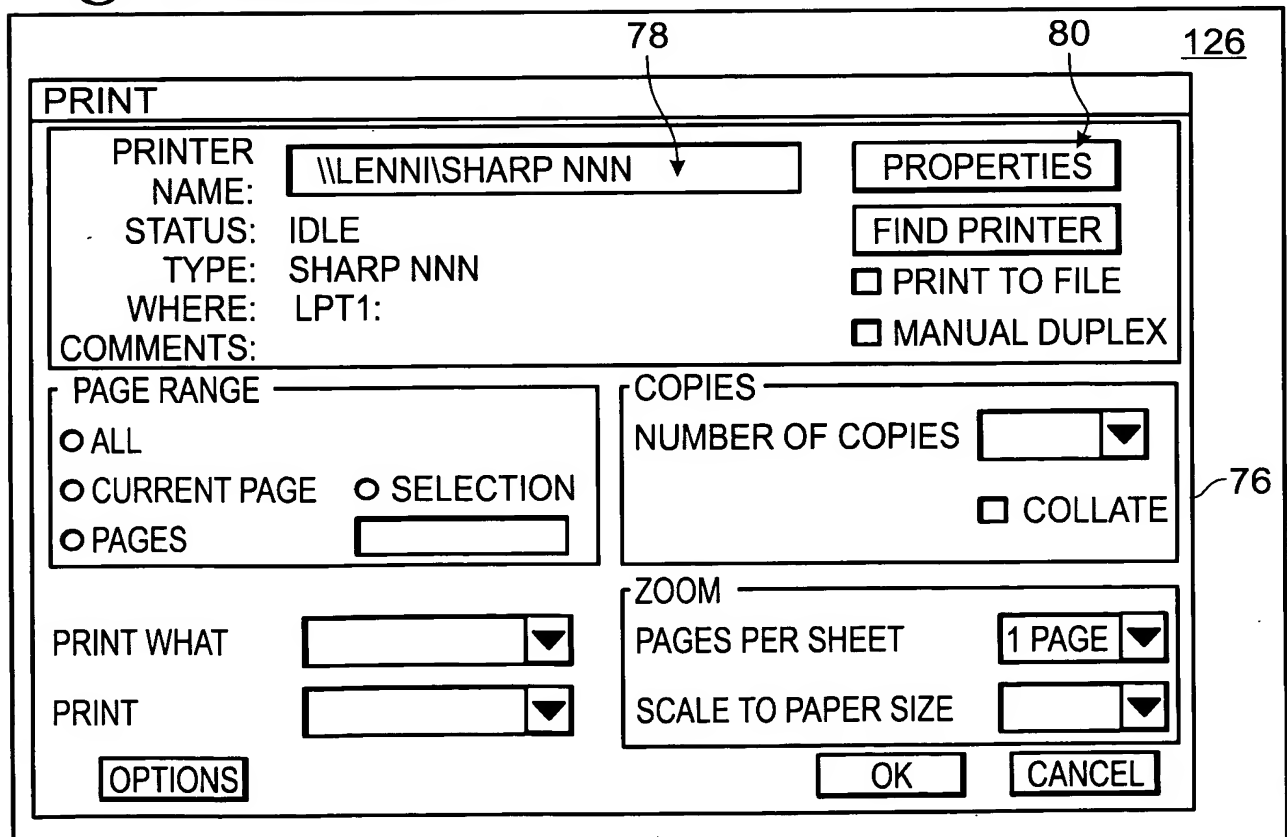 78 80 126
PRINT
PRINTER NAME: \\LENNI\SHARP NNN PROPERTIES
STATUS: IDLE FIND PRINTER
TYPE: SHARP NNN PRINT TO FILE
WHERE: LPT1: MANUAL DUPLEX
COMMENTS:
PAGE RANGE
ALL
CURRENT PAGE SELECTION
PAGES
COPIES
NUMBER OF COPIES
COLLATE
76
PRINT WHAT
PRINT
ZOOM
PAGES PER SHEET 1 PAGE
SCALE TO PAPER SIZE
OPTIONS OK CANCEL